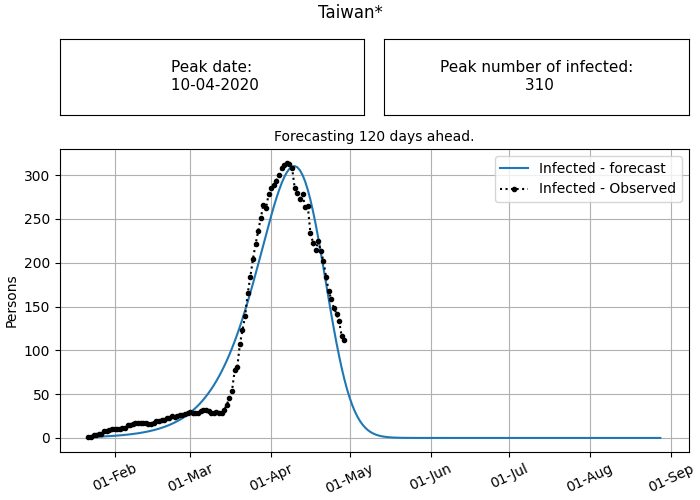 Taiwan*
Peak date:
10-04-2020
Peak number of infected:
310
Forecasting 120 days ahead.
Infected - forecast
Infected - Observed
Persons
300
250
200
150
100
50
0
01-Feb
01-Mar
01-Apr
01-May
01-Jun
01-Jul
01-Aug
01-Sep